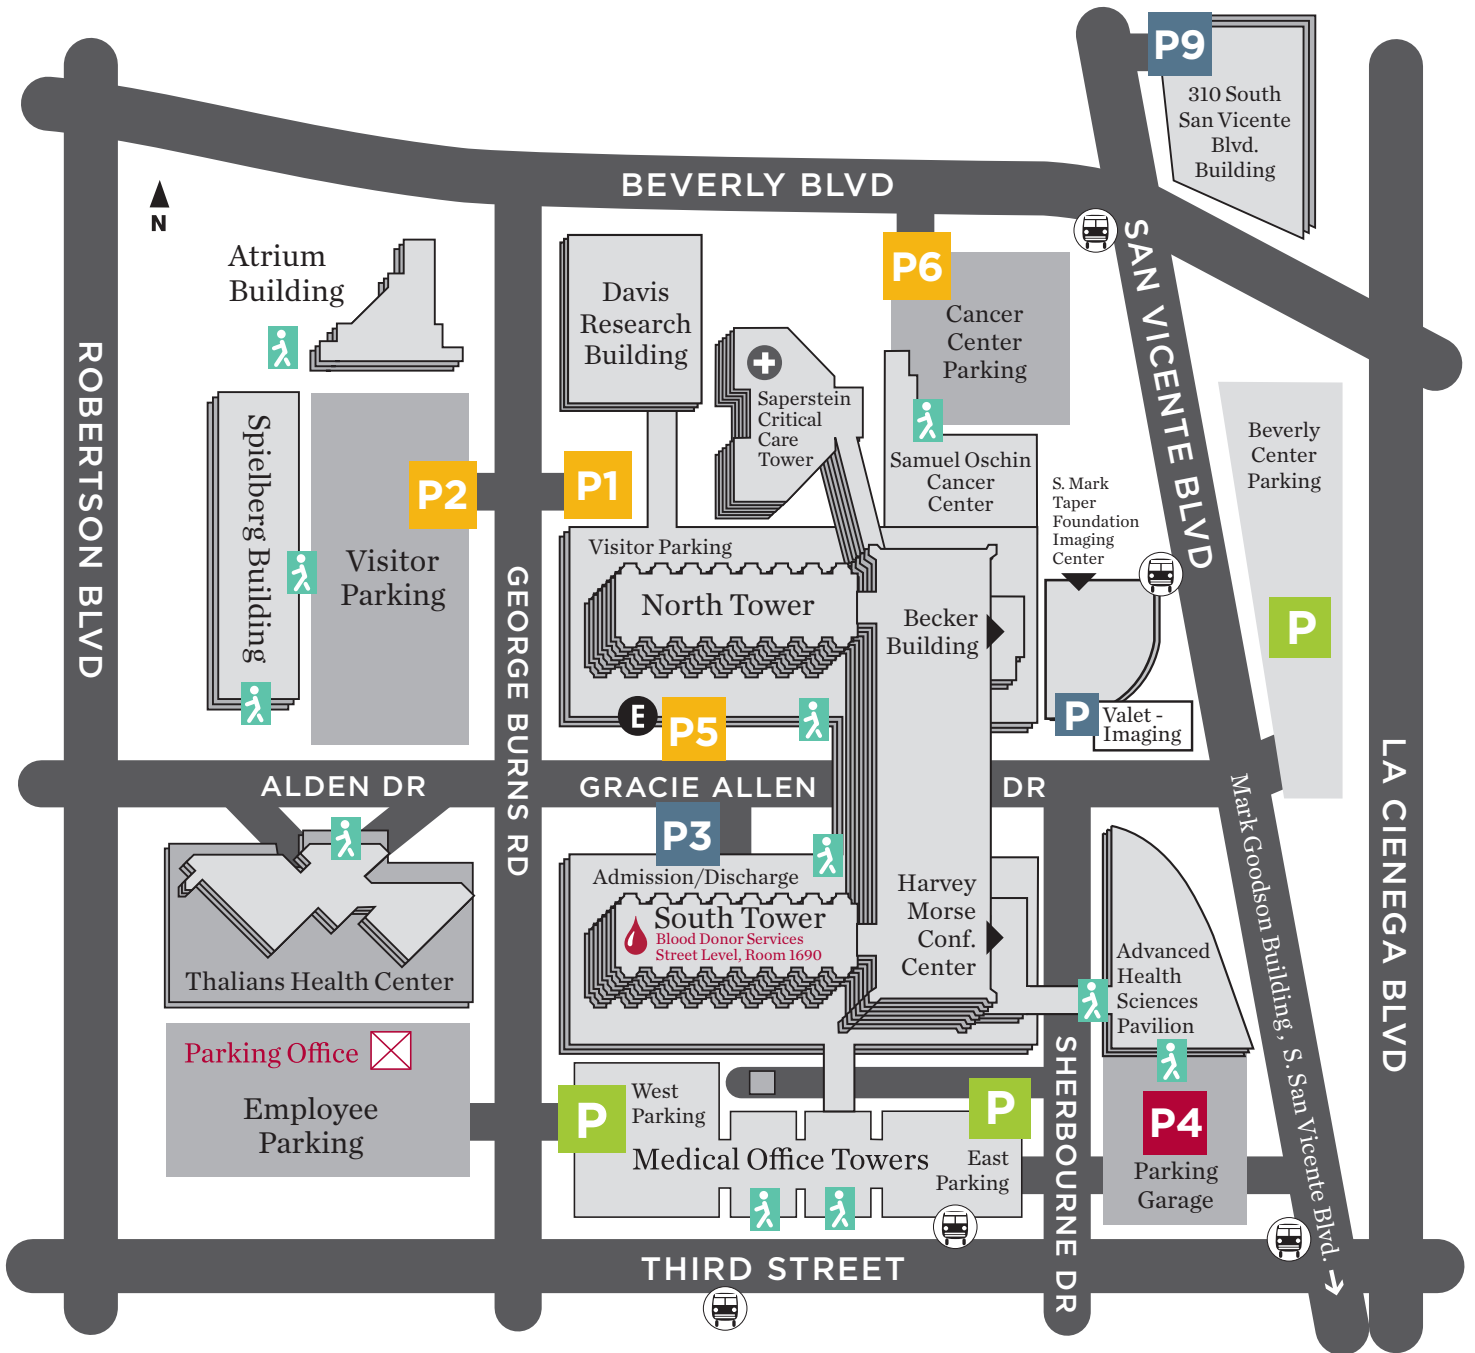 P9
310 South
San Vicente
Blvd.
Building
BEVERLY BLVD
N
SAN VICENTE BLVD
Atrium
Building
Davis
Research
Building
P6
Cancer
Center
Parking
ROBERTSON BLVD
Saperstein
Critical
Care
Tower
Spielberg Building
Samuel Oschin
Cancer
Center
Beverly
Center
Parking
P2
P1
S. Mark
Taper
Foundation
Imaging
Center
Visitor
Parking
Visitor Parking
North Tower
GEORGE BURNS RD
Becker
Building
P
E
P5
P
Valet -
Imaging
ALDEN DR
GRACIE ALLEN
DR
LA CIENEGA BLVD
Mark Goodson Building, S. San Vicente Blvd.
P3
Admission/Discharge
South Tower
Blood Donor Services
Street Level, Room 1690
Harvey
Morse
Conf.
Center
Advanced
Health
Sciences
Pavilion
Thalians Health Center
Parking Office
Employee
Parking
P
West
Parking
P
SHERBOURNE DR
P4
Parking
Garage
Medical Office Towers
East
Parking
THIRD STREET